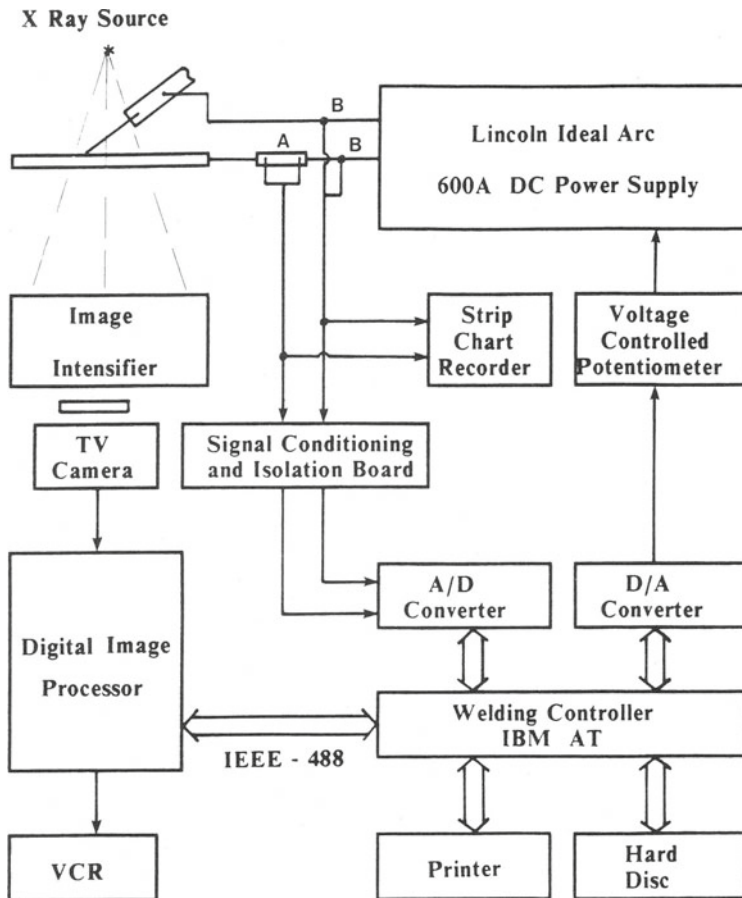 X Ray Source
B
A
B
Lincoln Ideal Arc
600A DC Power Supply
Image
Intensifier
Strip
Chart
Recorder
Voltage
Controlled
Potentiometer
TV
Camera
Signal Conditioning
and Isolation Board
A/D
Converter
D/A
Converter
Digital Image
Processor
Welding Controller
IBM AT
IEEE - 488
VCR
Printer
Hard
Disc